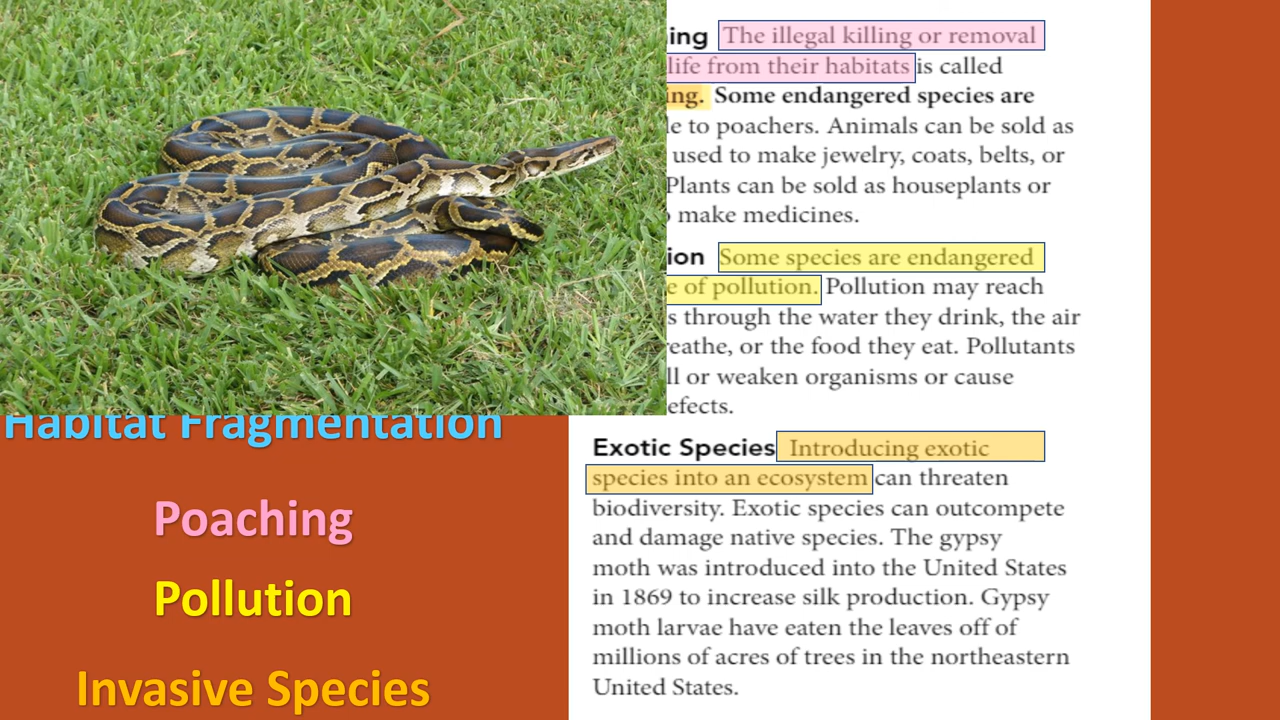 ing The illegal killing or removal
life from their habitats is called
ing. Some endangered species are
le to poachers. Animals can be sold as
used to make jewelry, coats, belts, or
Plants can be sold as houseplants or
o make medicines.
ion Some species are endangered
e of pollution. Pollution may reach
s through the water they drink, the air
reathe, or the food they eat. Pollutants
ll or weaken organisms or cause
efects.
Exotic Species Introducing exotic
species into an ecosystem can threaten
biodiversity. Exotic species can outcompete
and damage native species. The gypsy
moth was introduced into the United States
in 1869 to increase silk production. Gypsy
moth larvae have eaten the leaves off of
millions of acres of trees in the northeastern
United States.
Habitat Fragmentation
Poaching
Pollution
Invasive Species